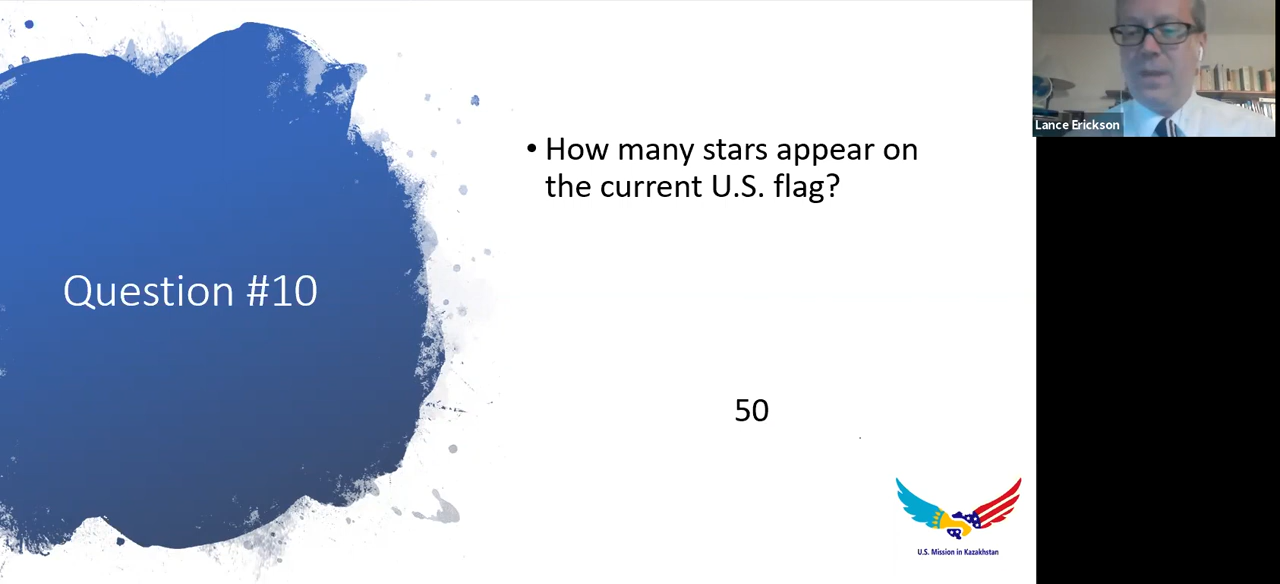 Question #10
• How many stars appear on
the current U.S. flag?
50
U.S. Mission in Kazakhstan
Lance Erickson